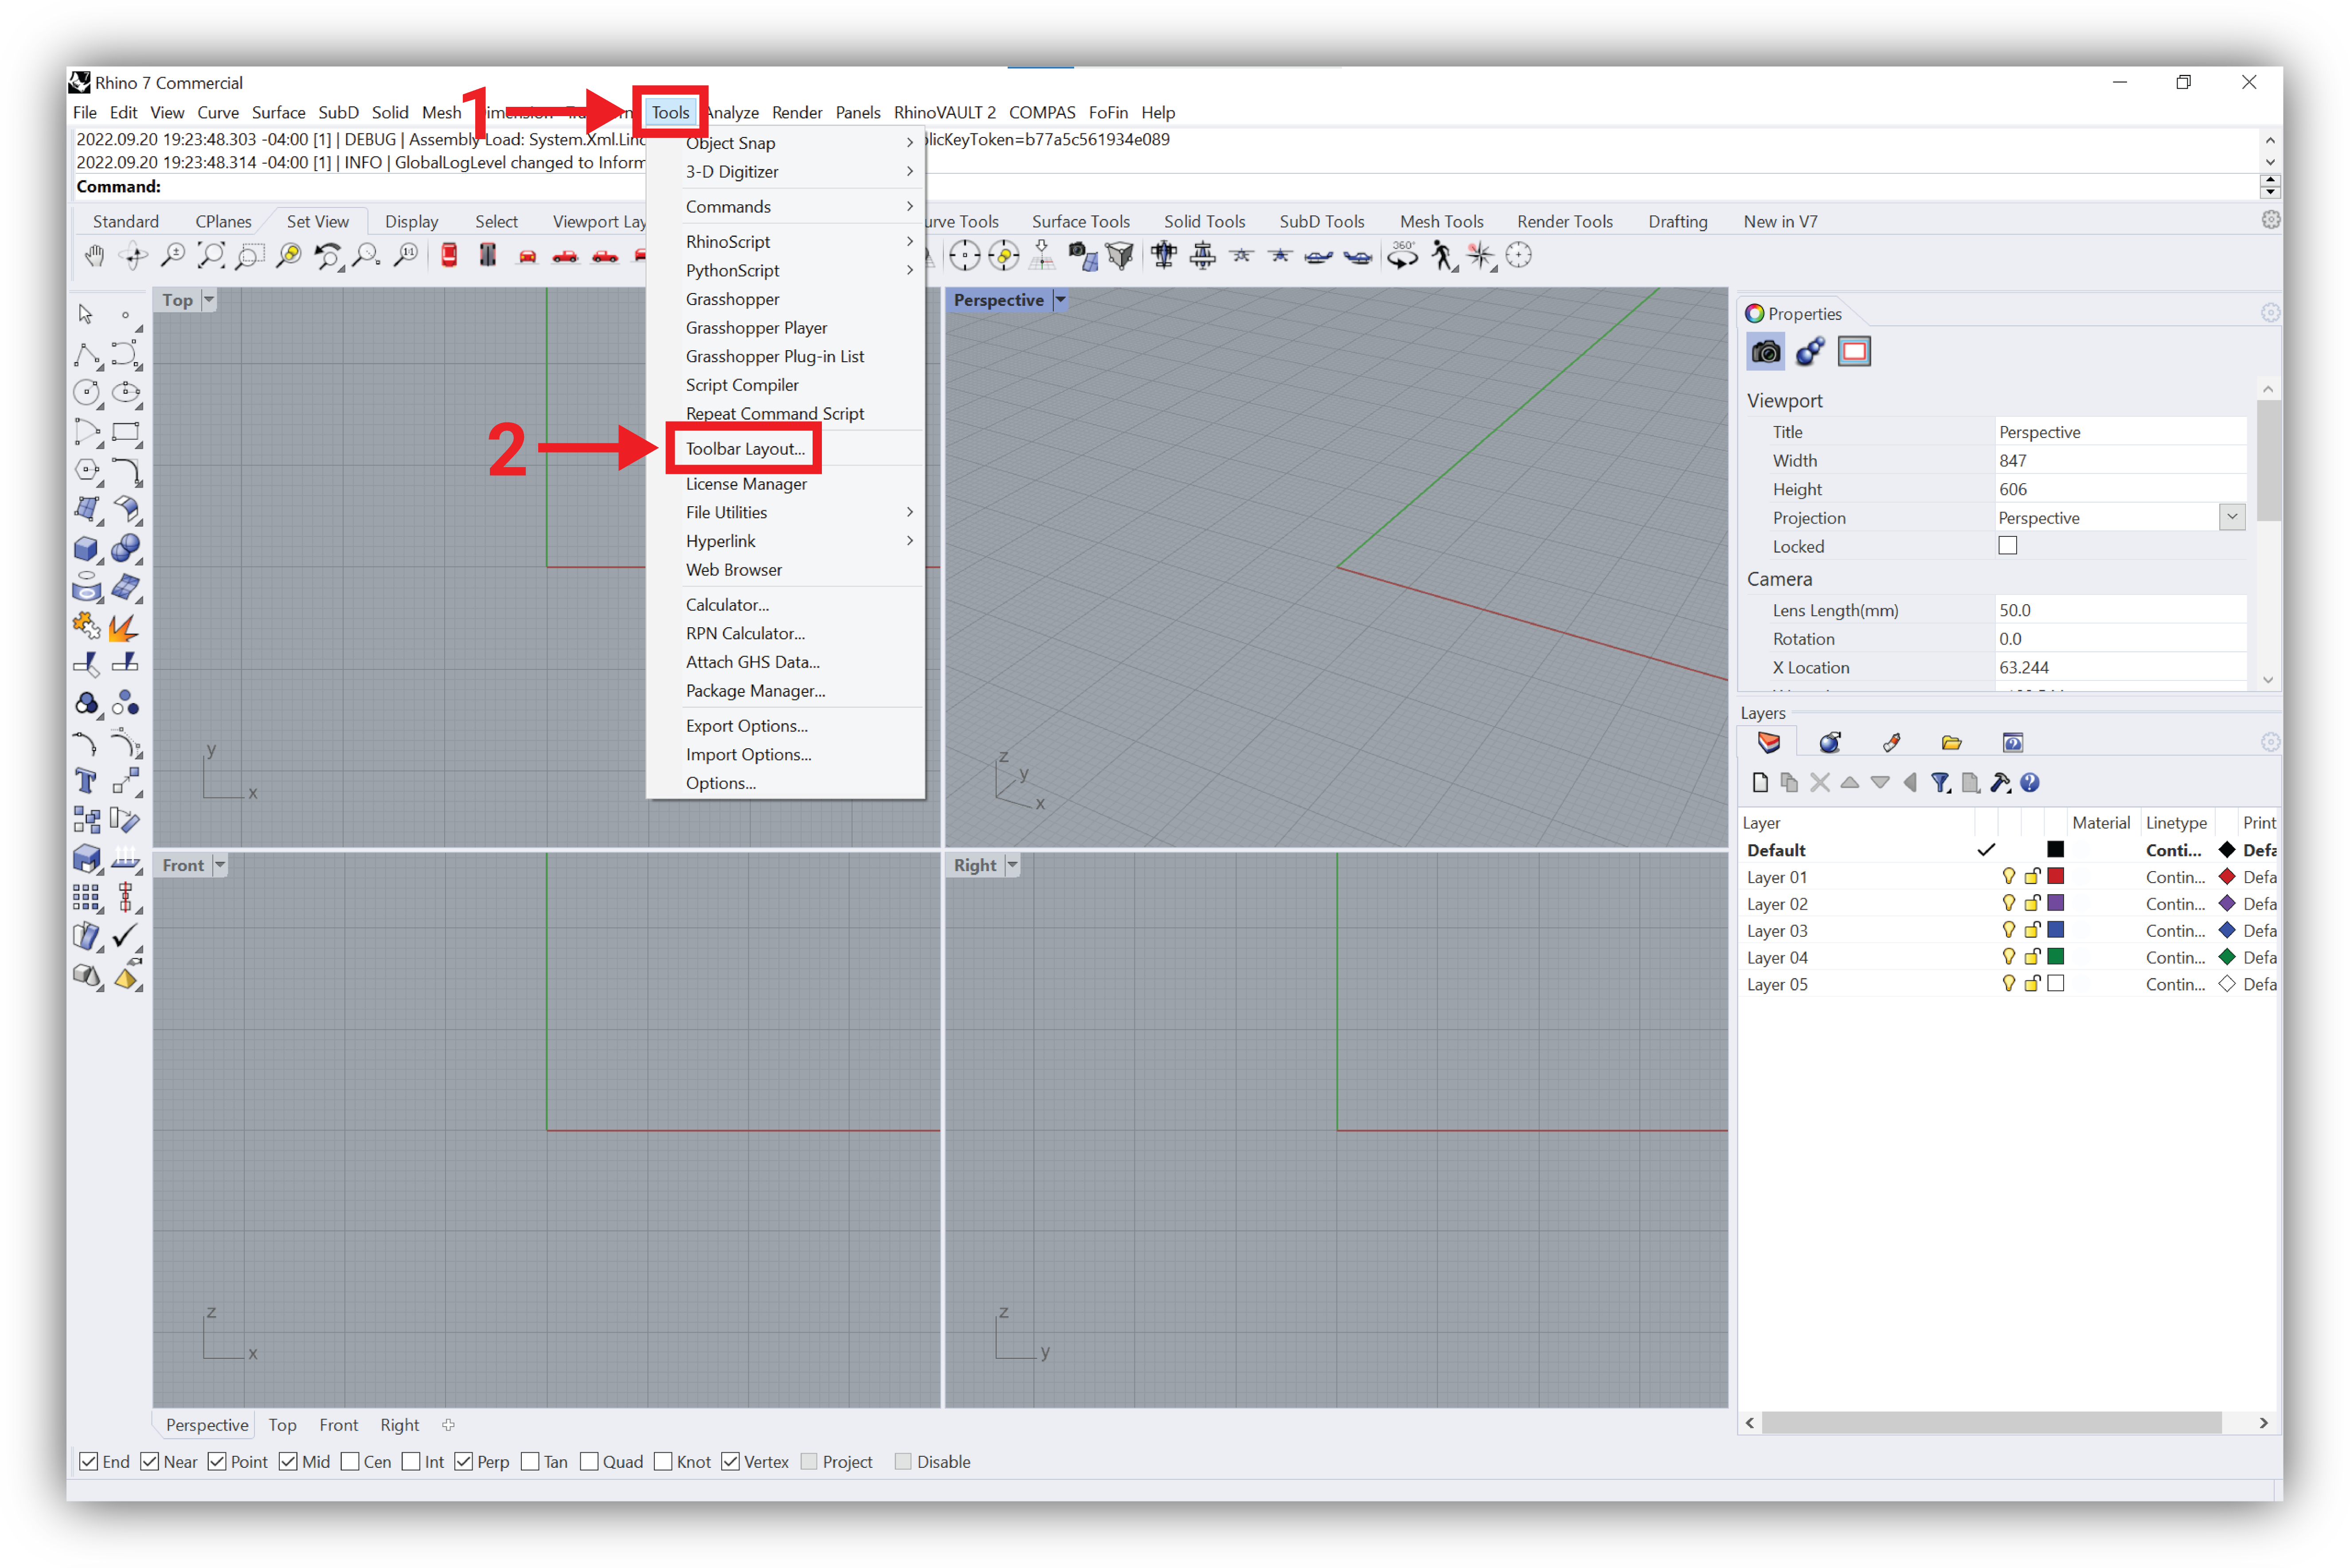 Rhino 7 Commercial
File Edit View Curve Surface SubD Solid Mesh 1 Tools Analyze Render Panels RhinoVAULT 2 COMPAS FoFin Help
2022.09.20 19:23:48.303 -04:00 [1] | DEBUG | Assembly Load: System.Xml.Linq
licKeyToken=b77a5c561934e089
2022.09.20 19:23:48.314 -04:00 [1] | INFO | GlobalLogLevel changed to Inform
Command:
Standard CPlanes Set View Display Select Viewport Lay
urve Tools Surface Tools Solid Tools SubD Tools Mesh Tools Render Tools Drafting New in V7
1:1
360°
Object Snap
3-D Digitizer
Commands
RhinoScript
PythonScript
Grasshopper
Grasshopper Player
Grasshopper Plug-in List
Script Compiler
Repeat Command Script
2 Toolbar Layout...
License Manager
File Utilities
Hyperlink
Web Browser
Calculator...
RPN Calculator...
Attach GHS Data...
Package Manager...
Export Options...
Import Options...
Options...
Top
y
x
Perspective
z
y
x
Front
z
x
Right
z
y
Properties
Viewport
Title Perspective
Width 847
Height 606
Projection Perspective
Locked
Camera
Lens Length(mm) 50.0
Rotation 0.0
X Location 63.244
Layers
Layer Material Linetype Print
Default Conti... Defa
Layer 01 Contin... Defa
Layer 02 Contin... Defa
Layer 03 Contin... Defa
Layer 04 Contin... Defa
Layer 05 Contin... Defa
Perspective Top Front Right
End Near Point Mid Cen Int Perp Tan Quad Knot Vertex Project Disable